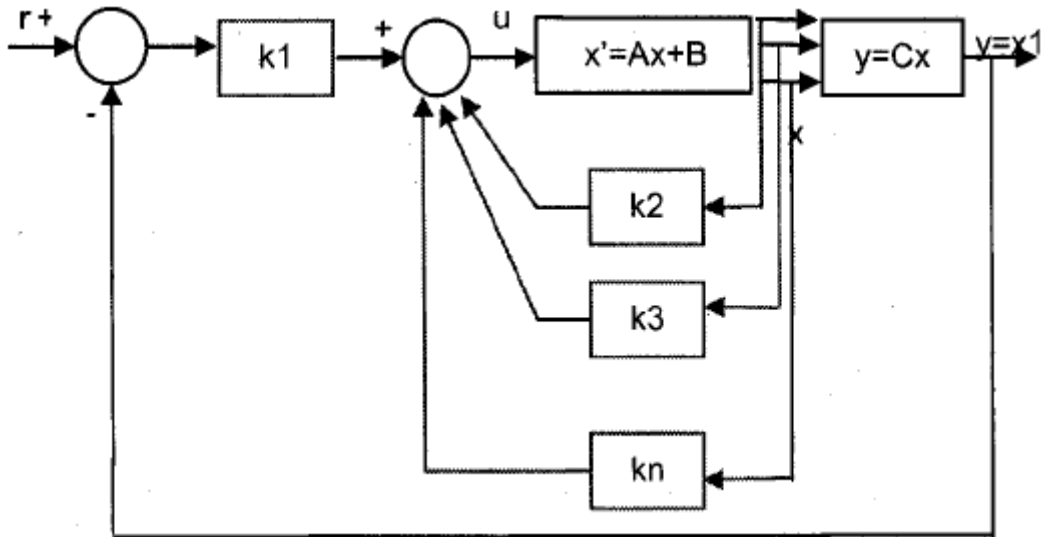 r +
k1
+
u
x'=Ax+B
y=Cx
y=x1
-
x
k2
k3
kn